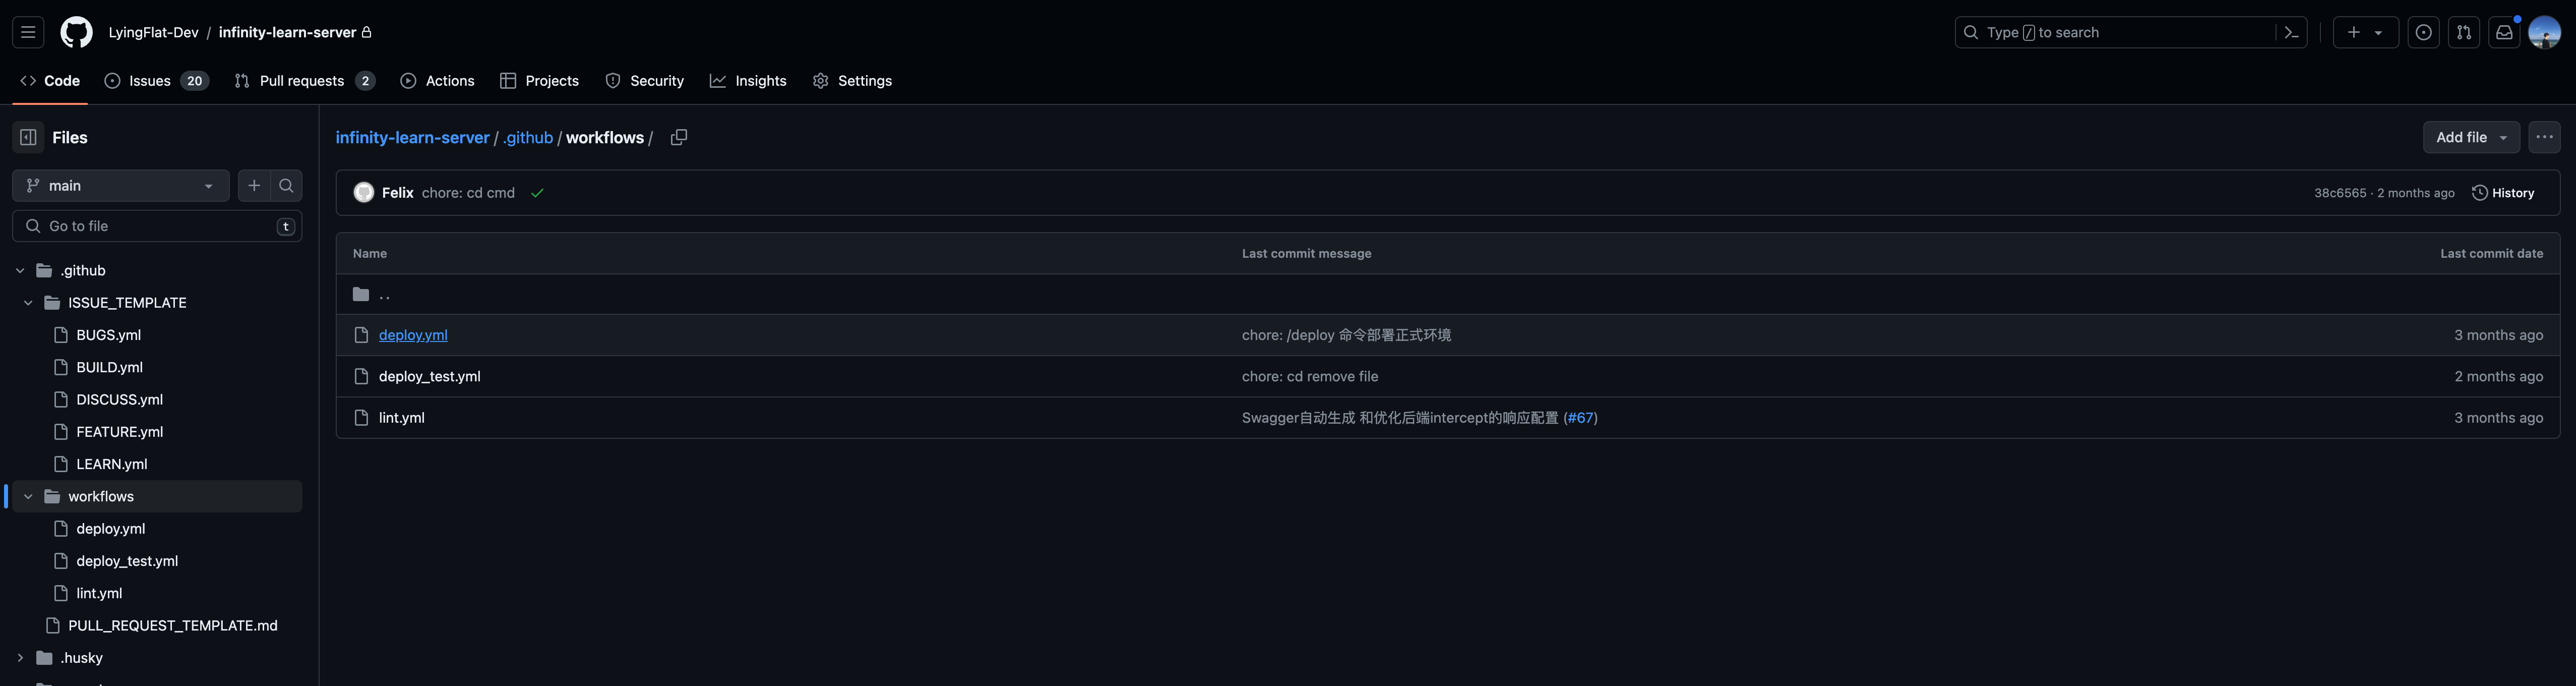 LyingFlat-Dev / infinity-learn-server
Type / to search
Code
Issues 20
Pull requests 2
Actions
Projects
Security
Insights
Settings
Files
main
Go to file
t
.github
ISSUE_TEMPLATE
BUGS.yml
BUILD.yml
DISCUSS.yml
FEATURE.yml
LEARN.yml
workflows
deploy.yml
deploy_test.yml
lint.yml
PULL_REQUEST_TEMPLATE.md
.husky
infinity-learn-server / .github / workflows /
Add file
Felix chore: cd cmd
38c6565 · 2 months ago
History
Name Last commit message Last commit date
..
deploy.yml chore: /deploy 命令部署正式环境 3 months ago
deploy_test.yml chore: cd remove file 2 months ago
lint.yml Swagger自动生成 和优化后端intercept的响应配置 (#67) 3 months ago